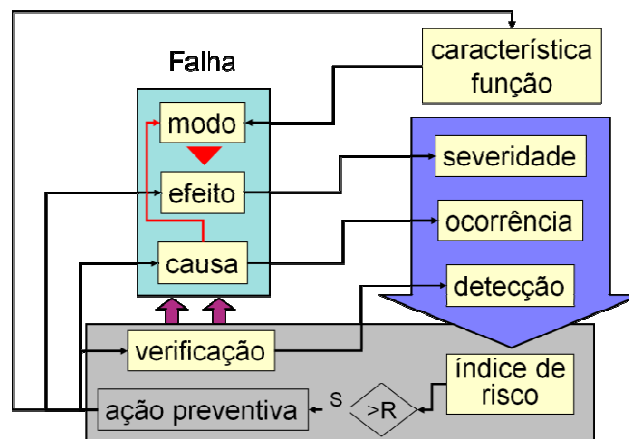 característica
função
Falha
modo
severidade
efeito
ocorrência
causa
detecção
verificação
índice de
risco
ação preventiva
S
>R